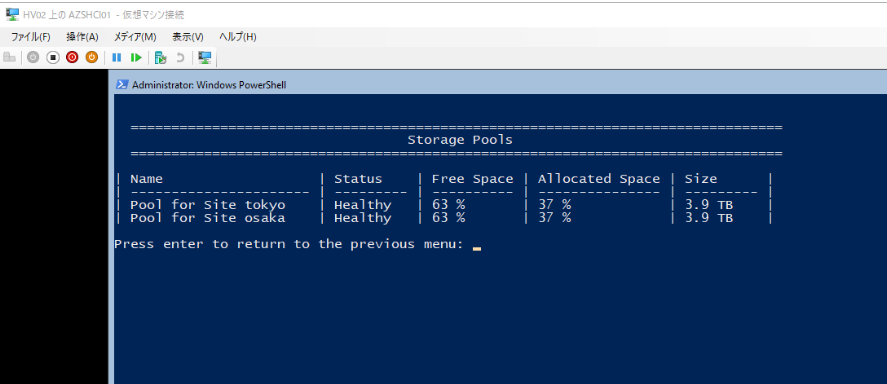 HV02 上の AZSHCI01 - 仮想マシン接続
ファイル(F) 操作(A) メディア(M) 表示(V) ヘルプ(H)
Administrator: Windows PowerShell
================================================================================
Storage Pools
================================================================================
| Name | Status | Free Space | Allocated Space | Size |
| ---------------------- | --------- | ---------- | --------------- | --------- |
| Pool for Site tokyo | Healthy | 63 % | 37 % | 3.9 TB |
| Pool for Site osaka | Healthy | 63 % | 37 % | 3.9 TB |
Press enter to return to the previous menu: _